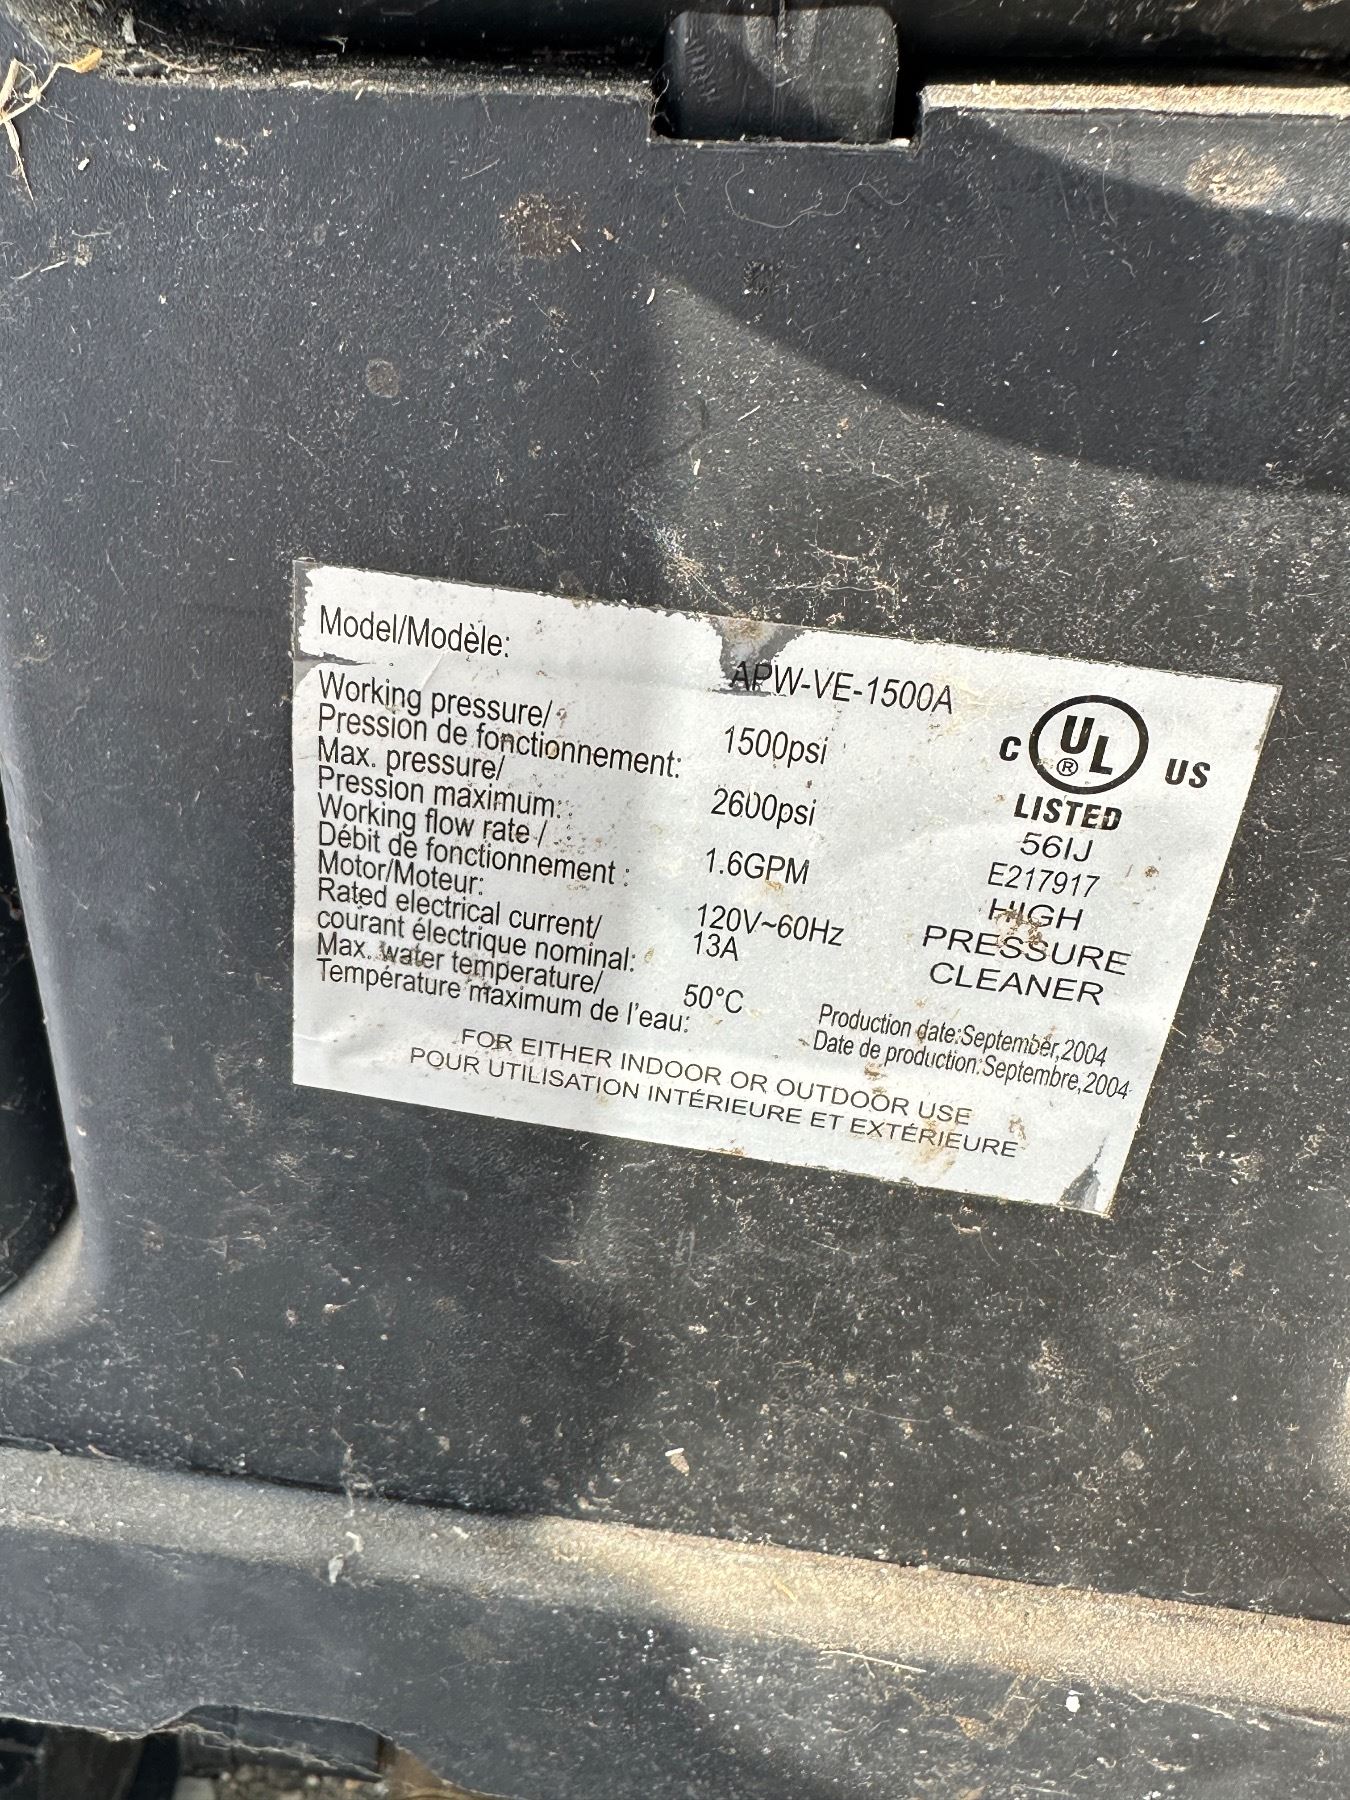 Model/Modèle: APW-VE-1500A
Working pressure/
Pression de fonctionnement: 1500psi
Max. pressure/
Pression maximum: 2600psi
Working flow rate /
Débit de fonctionnement : 1.6GPM
Motor/Moteur: 120V~60Hz
Rated electrical current/
courant électrique nominal: 13A
Max. water temperature/
Température maximum de l'eau: 50°C
C UL ® US
LISTED
56IJ
E217917
HIGH
PRESSURE
CLEANER
Production date:September,2004
Date de production:Septembre,2004
FOR EITHER INDOOR OR OUTDOOR USE
POUR UTILISATION INTÉRIEURE ET EXTÉRIEURE